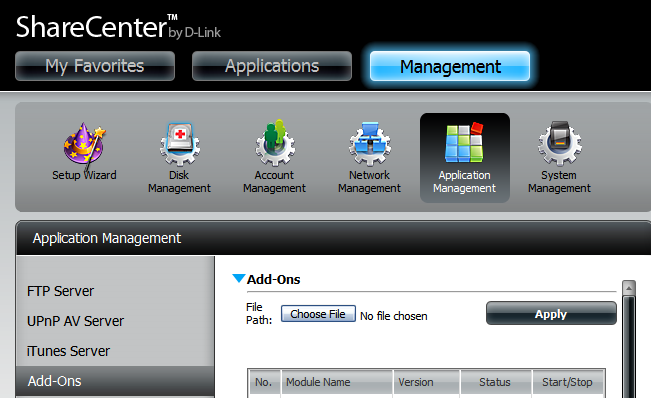 ShareCenter™ by D-Link
My Favorites Applications Management
Setup Wizard Disk Management Account Management Network Management Application Management System Management
Application Management
FTP Server
UPnP AV Server
iTunes Server
Add-Ons
Add-Ons
File Path: Choose File No file chosen Apply
No. Module Name Version Status Start/Stop